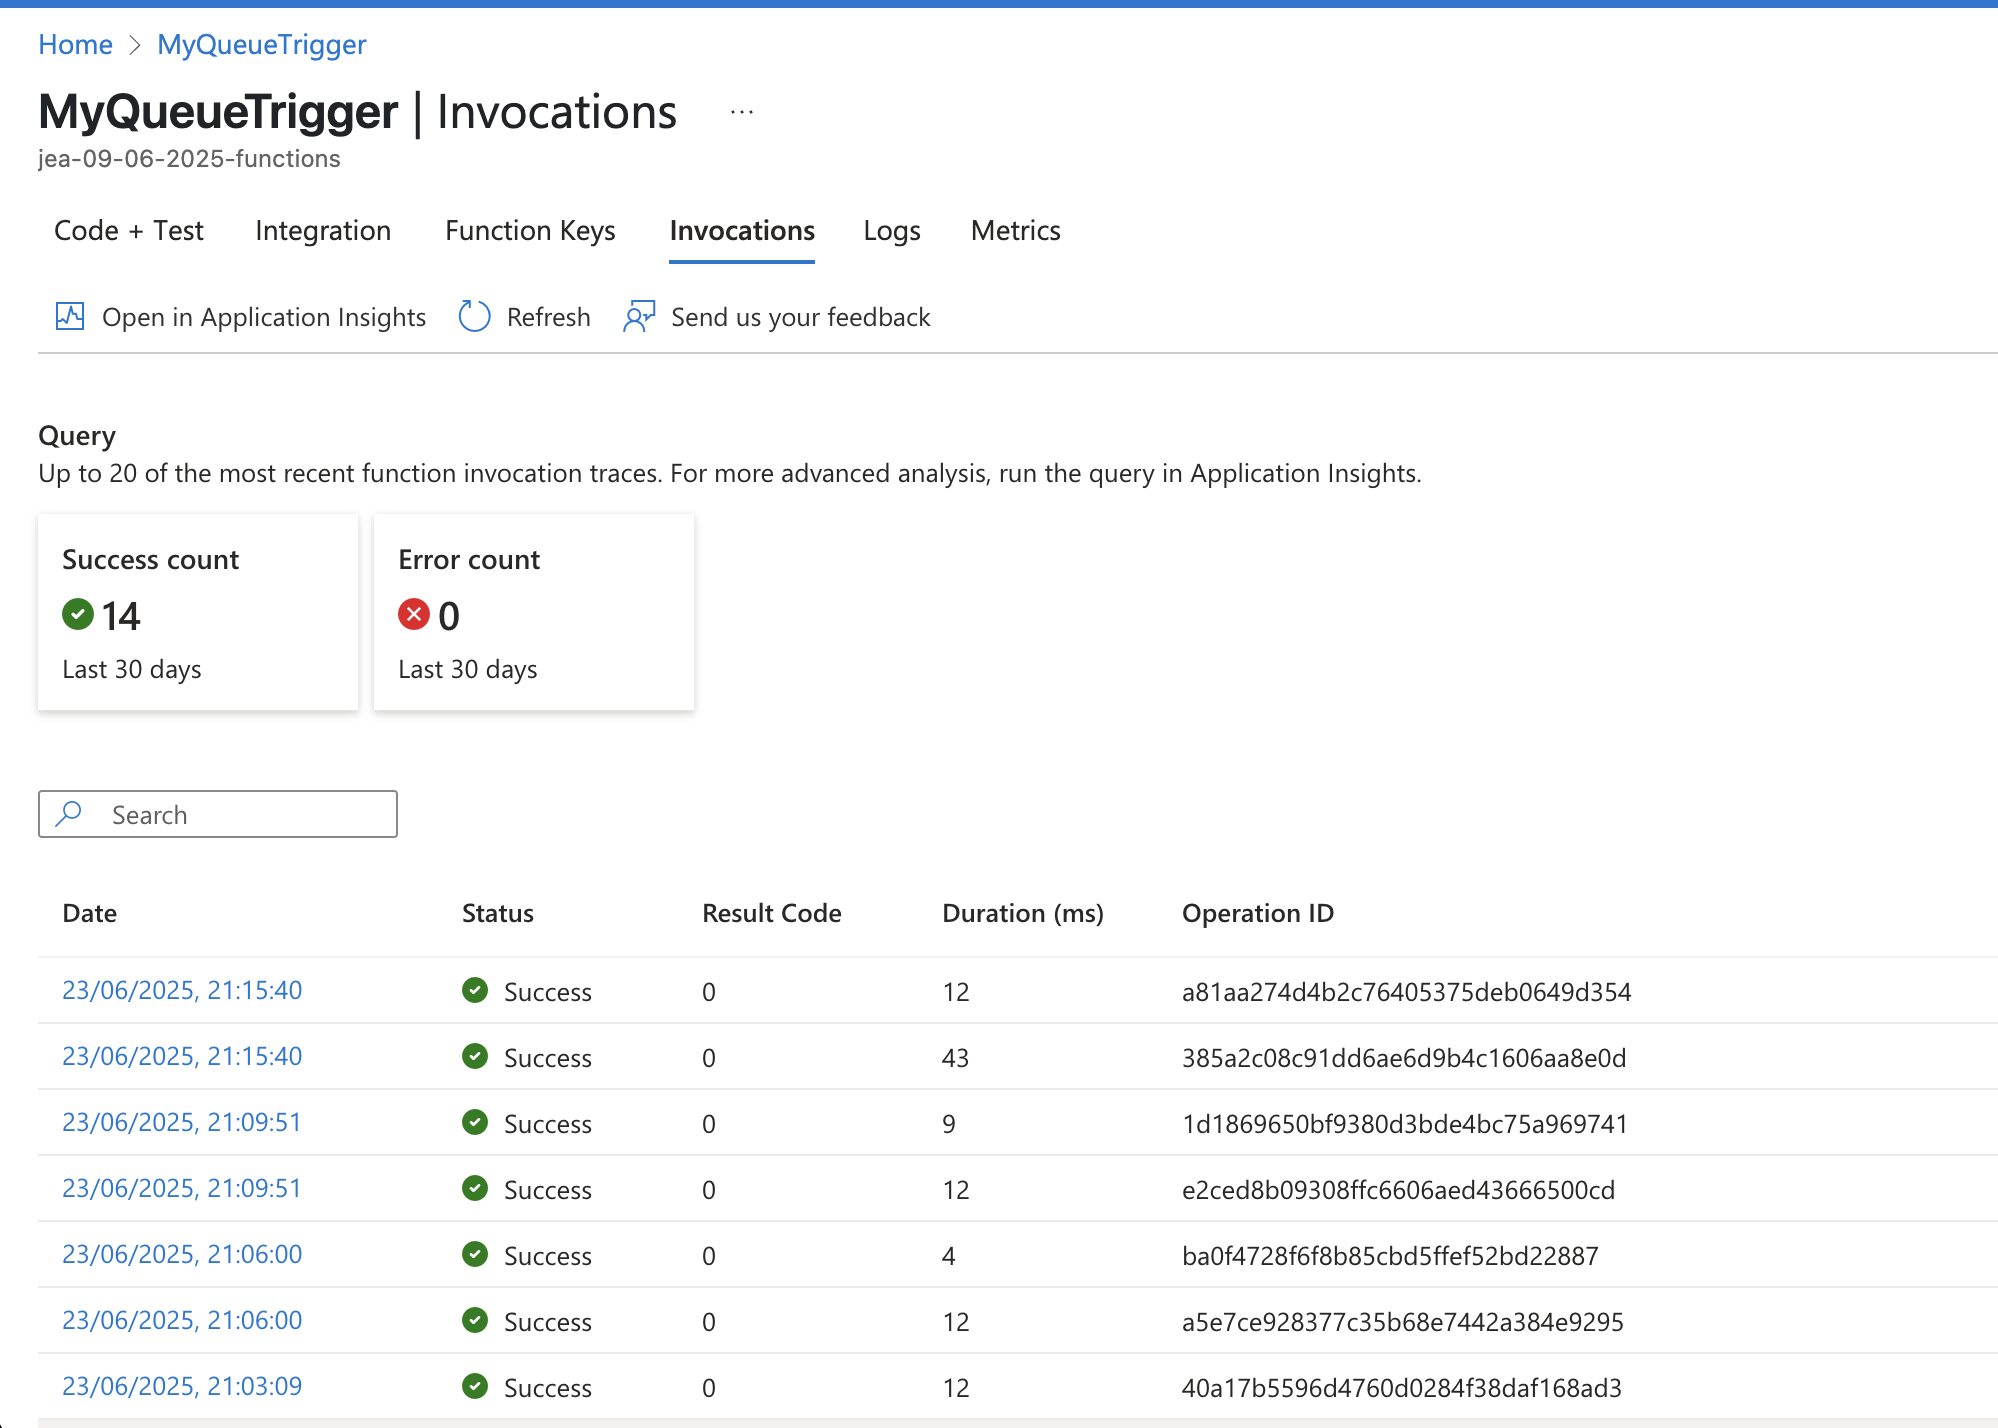 Home > MyQueueTrigger
MyQueueTrigger | Invocations ...
jea-09-06-2025-functions
Code + Test Integration Function Keys Invocations Logs Metrics
Open in Application Insights Refresh Send us your feedback
Query
Up to 20 of the most recent function invocation traces. For more advanced analysis, run the query in Application Insights.
Success count Error count
14 0
Last 30 days Last 30 days
Search
Date Status Result Code Duration (ms) Operation ID
23/06/2025, 21:15:40 Success 0 12 a81aa274d4b2c76405375deb0649d354
23/06/2025, 21:15:40 Success 0 43 385a2c08c91dd6ae6d9b4c1606aa8e0d
23/06/2025, 21:09:51 Success 0 9 1d1869650bf9380d3bde4bc75a969741
23/06/2025, 21:09:51 Success 0 12 e2ced8b09308ffc6606aed43666500cd
23/06/2025, 21:06:00 Success 0 4 ba0f4728f6f8b85cbd5ffef52bd22887
23/06/2025, 21:06:00 Success 0 12 a5e7ce928377c35b68e7442a384e9295
23/06/2025, 21:03:09 Success 0 12 40a17b5596d4760d0284f38daf168ad3